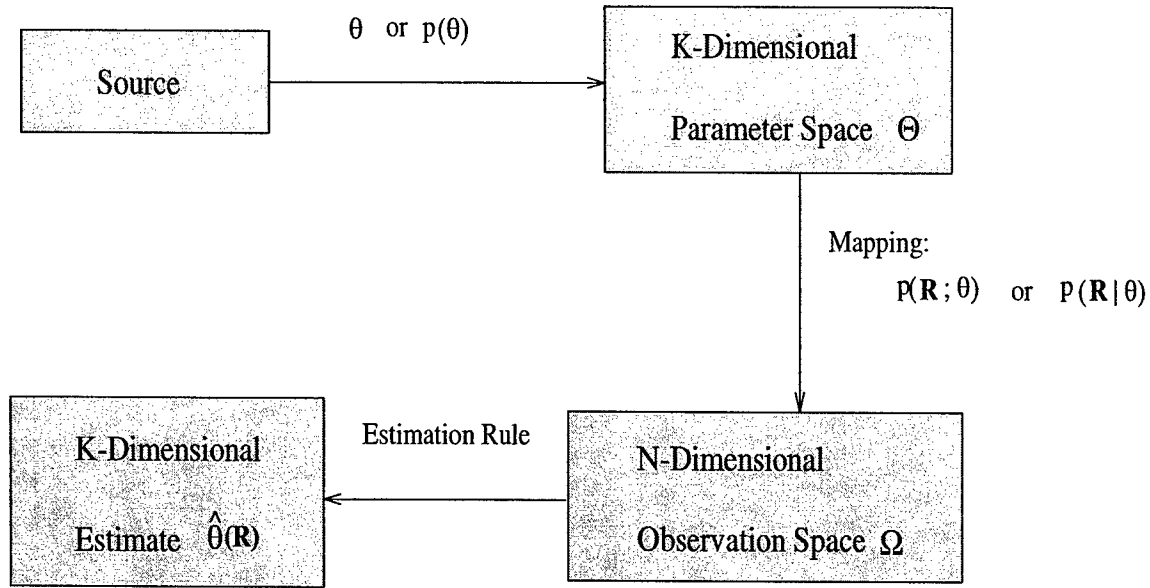 θ or p(θ)
Source
K-Dimensional
Parameter Space Θ
Mapping:
p(R ; θ) or p(R | θ)
N-Dimensional
Observation Space Ω
Estimation Rule
K-Dimensional
Estimate θ̂(R)